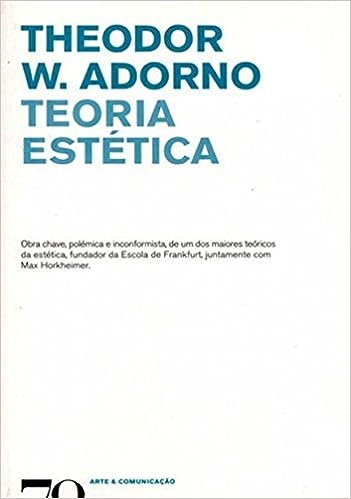 THEODOR
W. ADORNO
TEORIA
ESTÉTICA
Obra chave, polémica e inconformista, de um dos maiores teóricos
da estética, fundador da Escola de Frankfurt, juntamente com
Max Horkheimer.
70
ARTE & COMUNICAÇÃO